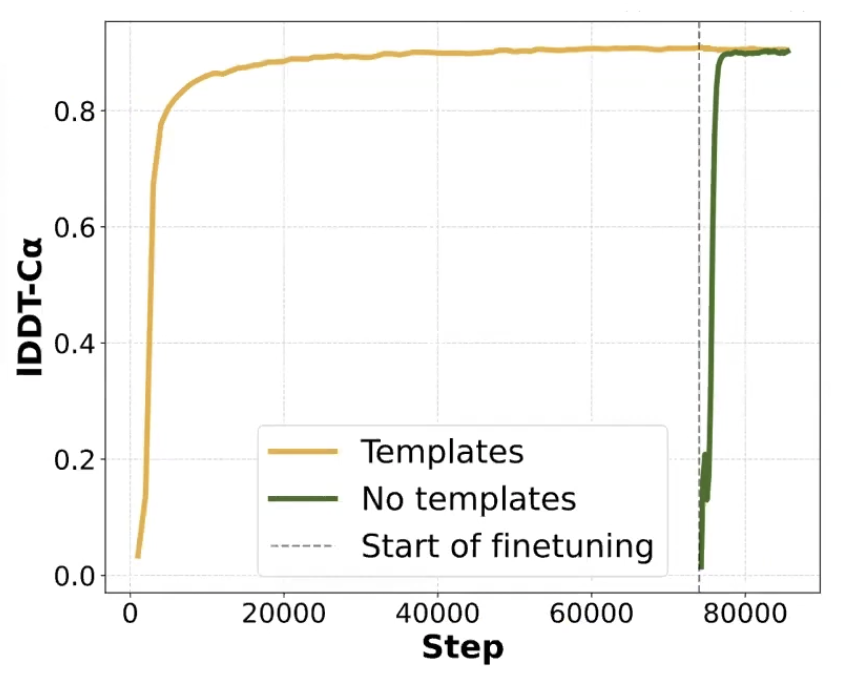 0.8
0.6
0.4
0.2
0.0
lDDT-Cα
Templates
No templates
Start of finetuning
0 20000 40000 60000 80000
Step